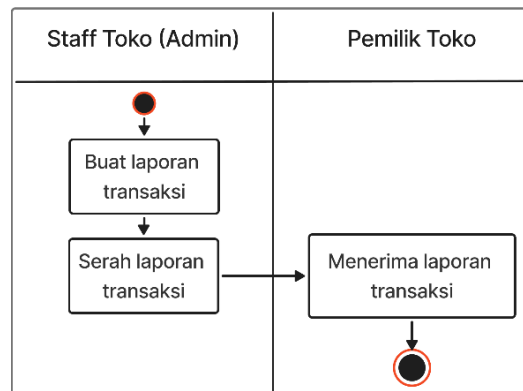 Staff Toko (Admin)
Pemilik Toko
Buat laporan
transaksi
Serah laporan
transaksi
Menerima laporan
transaksi